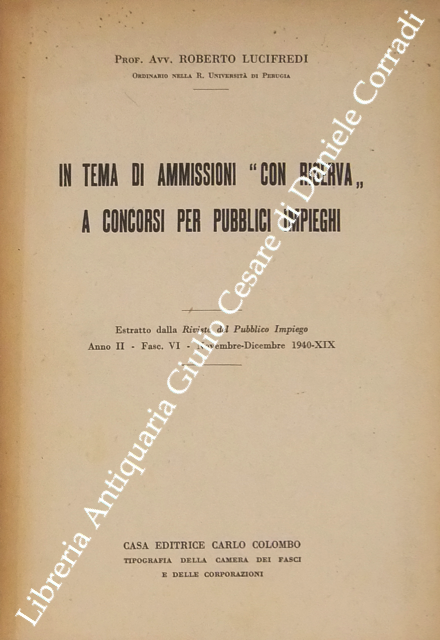 Prof. Avv. ROBERTO LUCIFREDI
Ordinario nella R. Università di Perugia
IN TEMA DI AMMISSIONI “CON RISERVA„
A CONCORSI PER PUBBLICI IMPIEGHI
Estratto dalla Rivista del Pubblico Impiego
Anno II - Fasc. VI - Novembre-Dicembre 1940-XIX
CASA EDITRICE CARLO COLOMBO
TIPOGRAFIA DELLA CAMERA DEI FASCI
E DELLE CORPORAZIONI
Libreria Antiquaria Giulio Cesare di Daniele Corradi